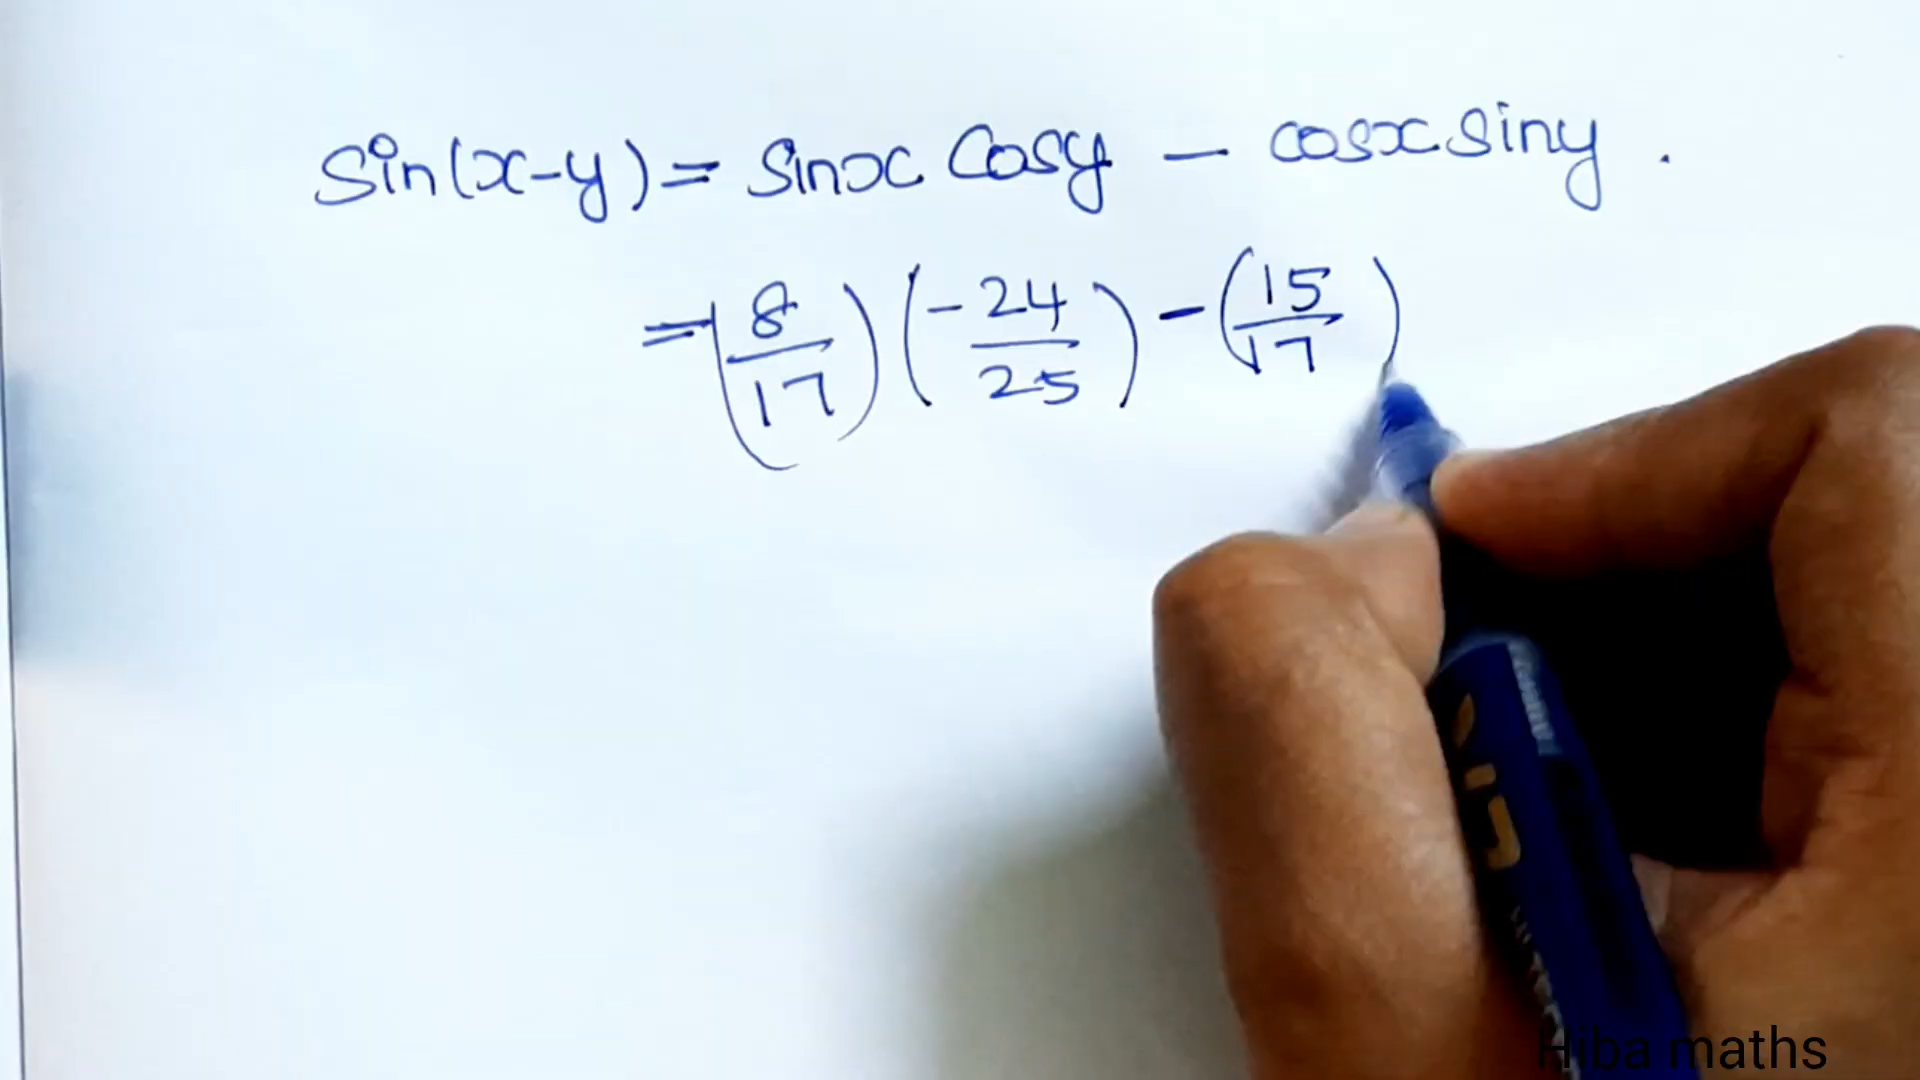 Sin(x-y) = Sinx Cosy - cosx siny .
= (8/17) (-24/25) - (15/17)
Hiba maths